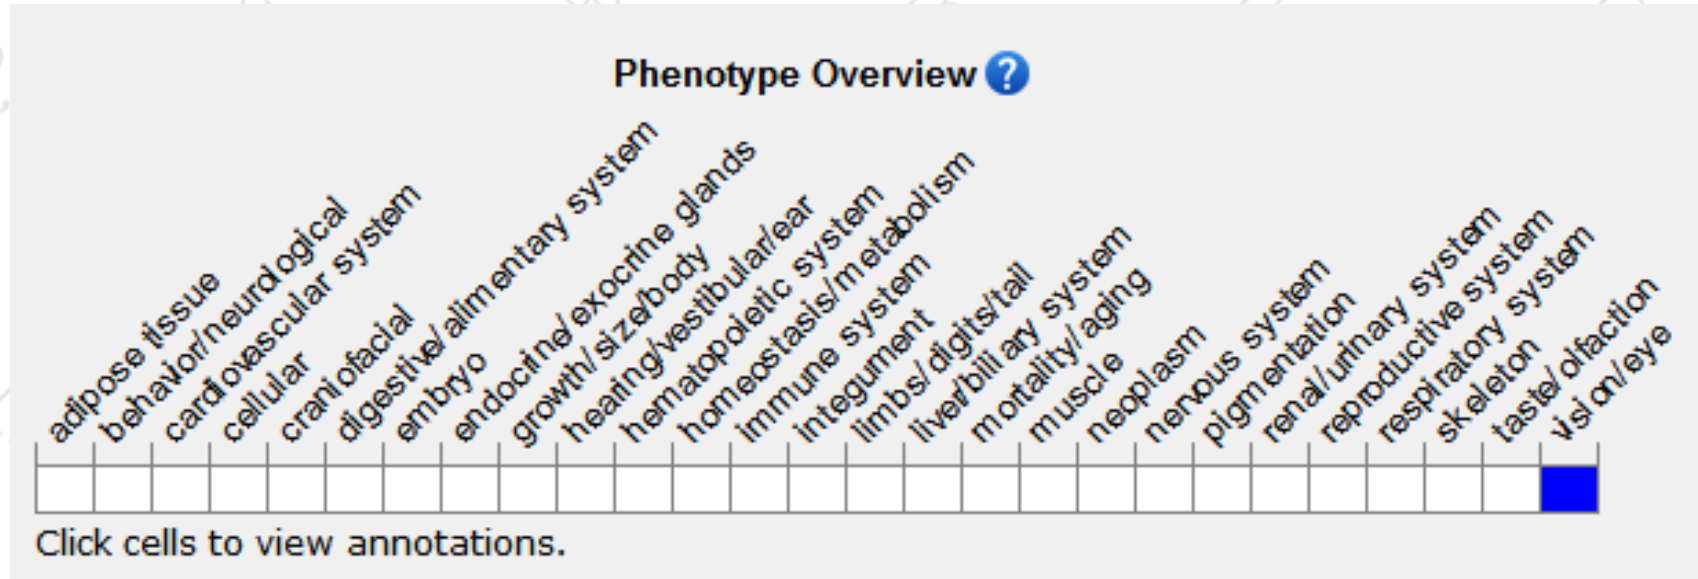 Phenotype Overview ?
adipose tissue
behavior/neurological
cardiovascular system
cellular
craniofacial
digestive/alimentary system
embryo
endocrine/exocrine glands
growth/size/body
hearing/vestibular/ear
hematopoietic system
homeostasis/metabolism
immune system
integument
limbs/digits/tail
liver/biliary system
mortality/aging
muscle
neoplasm
nervous system
pigmentation
renal/urinary system
reproductive system
respiratory system
skeleton
taste/olfaction
vision/eye
Click cells to view annotations.